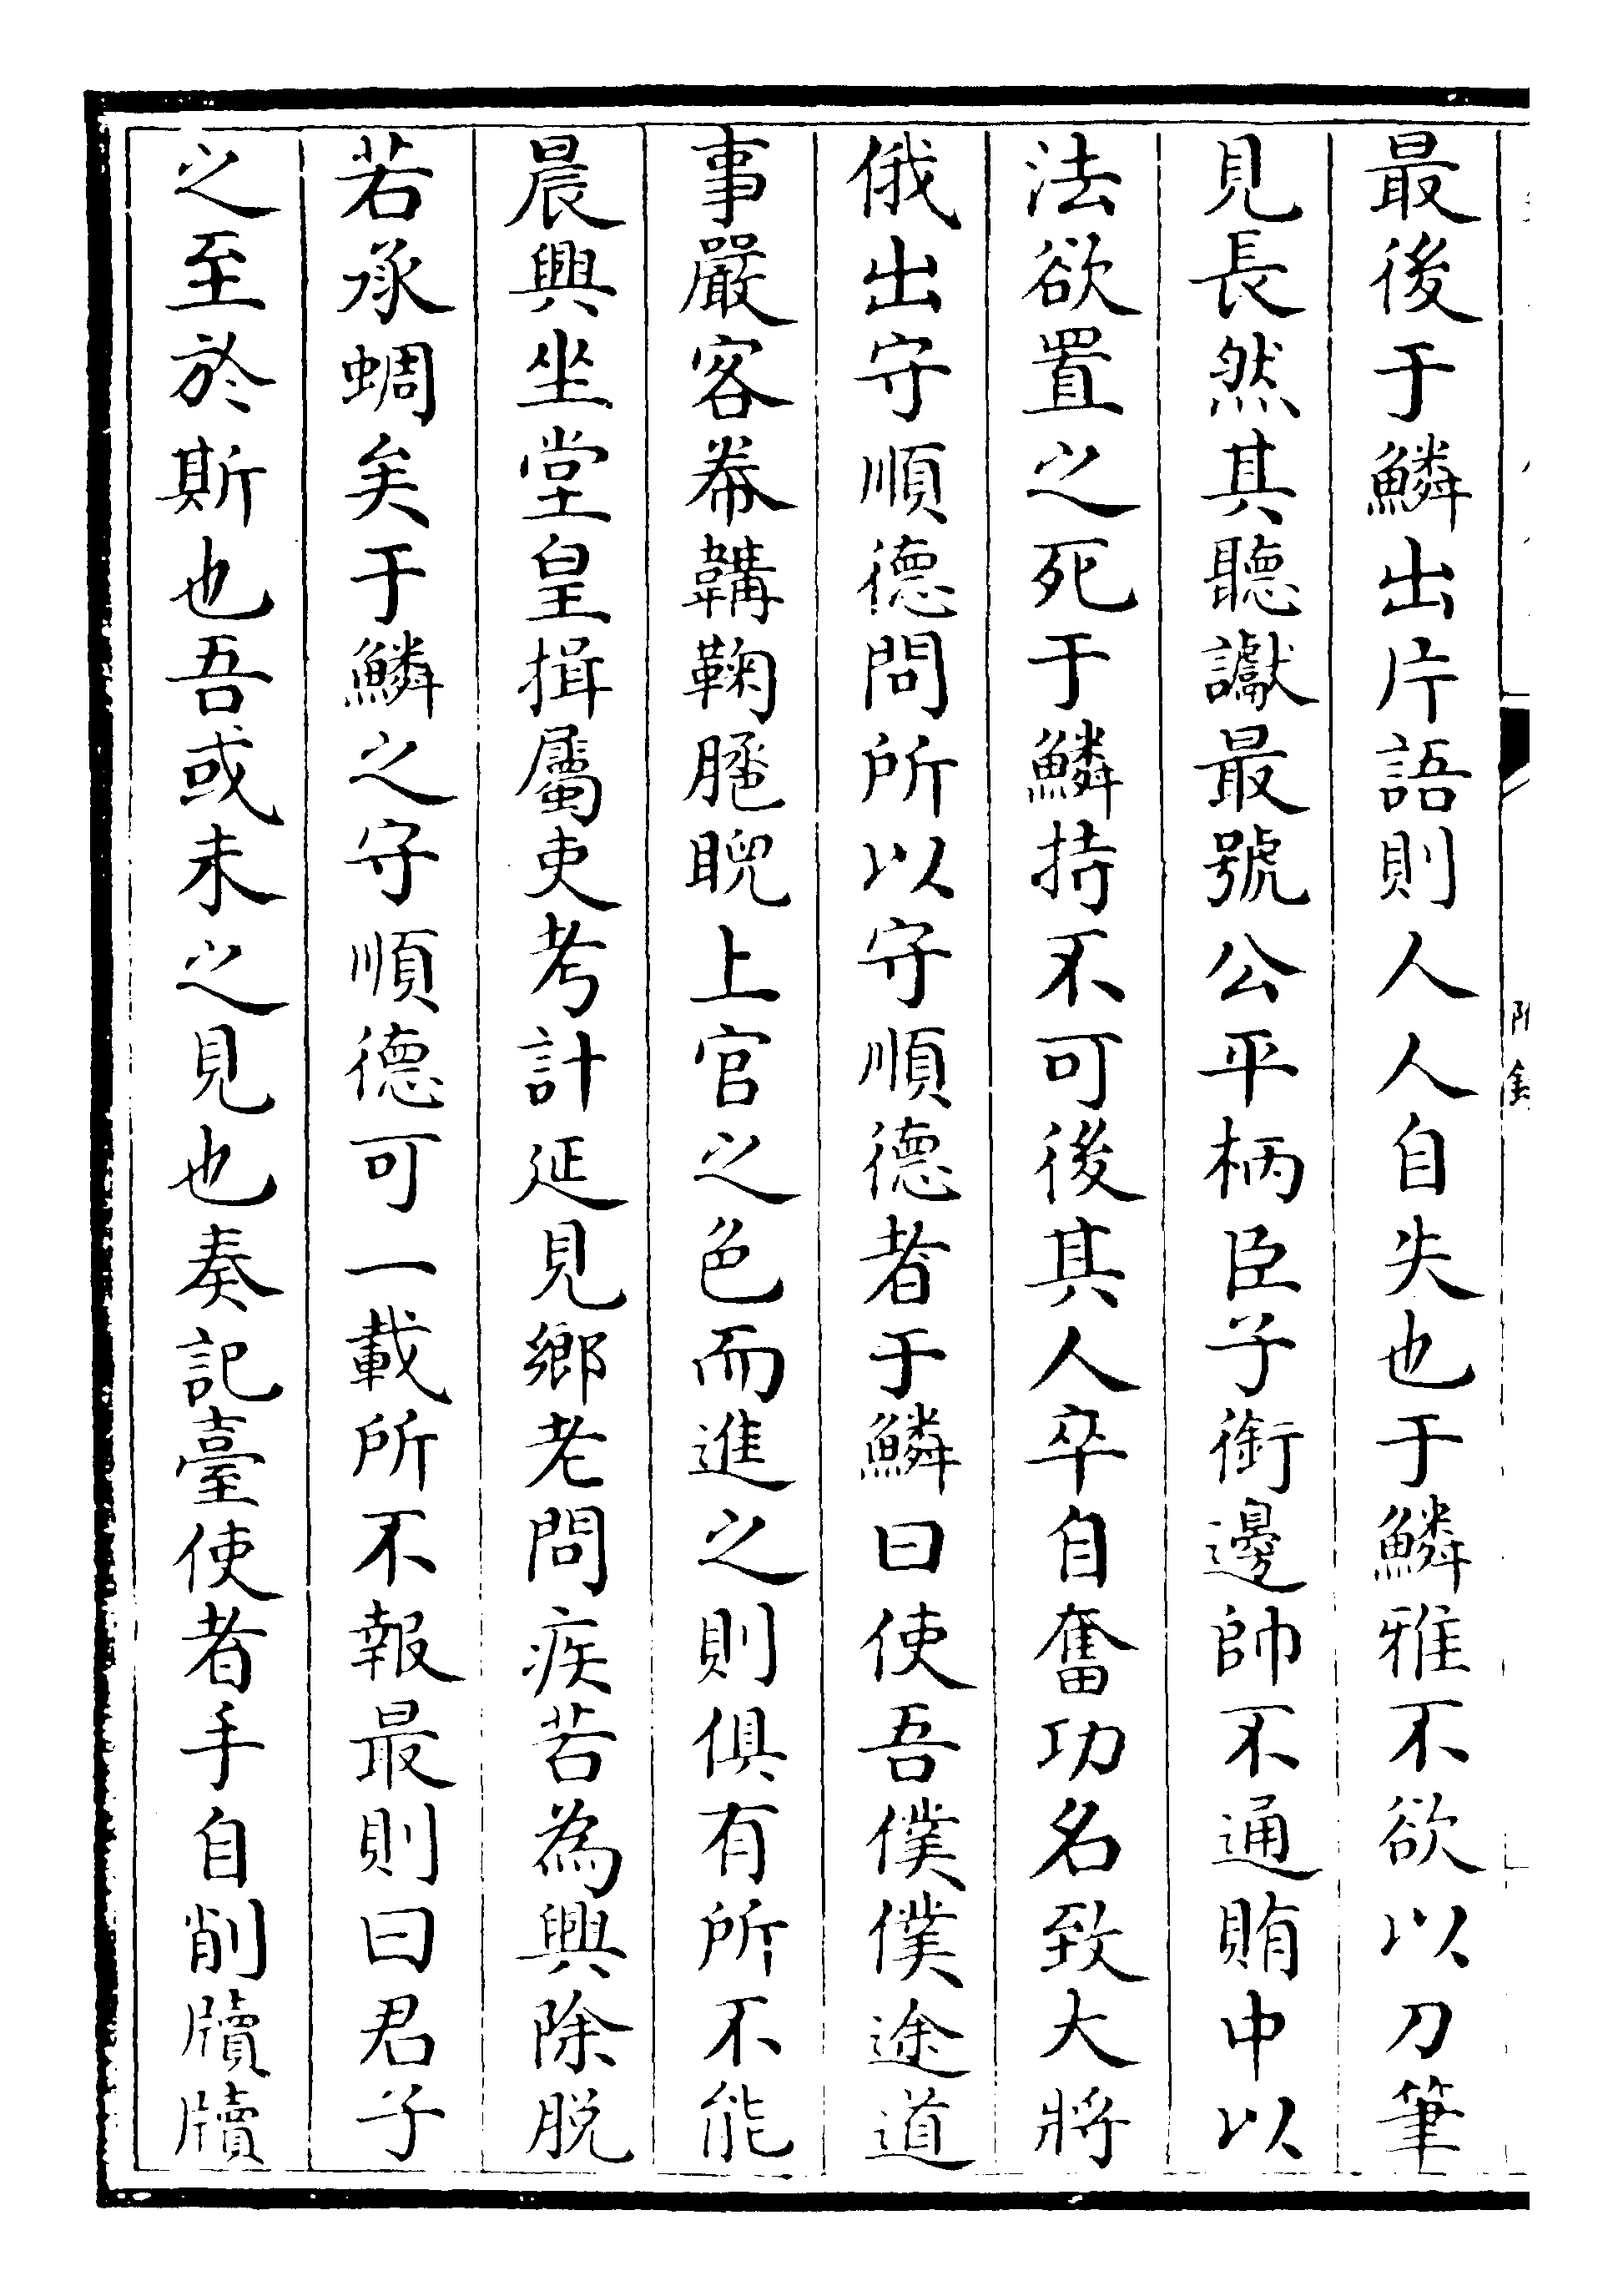 最後于鱗出片語則人人自失也于鱗雅不欲以刀筆
見長然其聽讞最號公平柄臣子銜邊帥不通賄中以
法欲置之死于鱗持不可後其人卒自奮功名致大將
俄出守順德問所以守順德者于鱗曰使吾僕僕途道
事嚴客帣韝鞠䠆睨上官之色而進之則俱有所不能
晨興坐堂皇揖屬吏考計延見鄉老問疾苦為興除脱
若承蜩矣于鱗之守順德可一載所不報最則曰君子
之至於斯也吾或未之見也奏記臺使者手自削牘牘
附錄